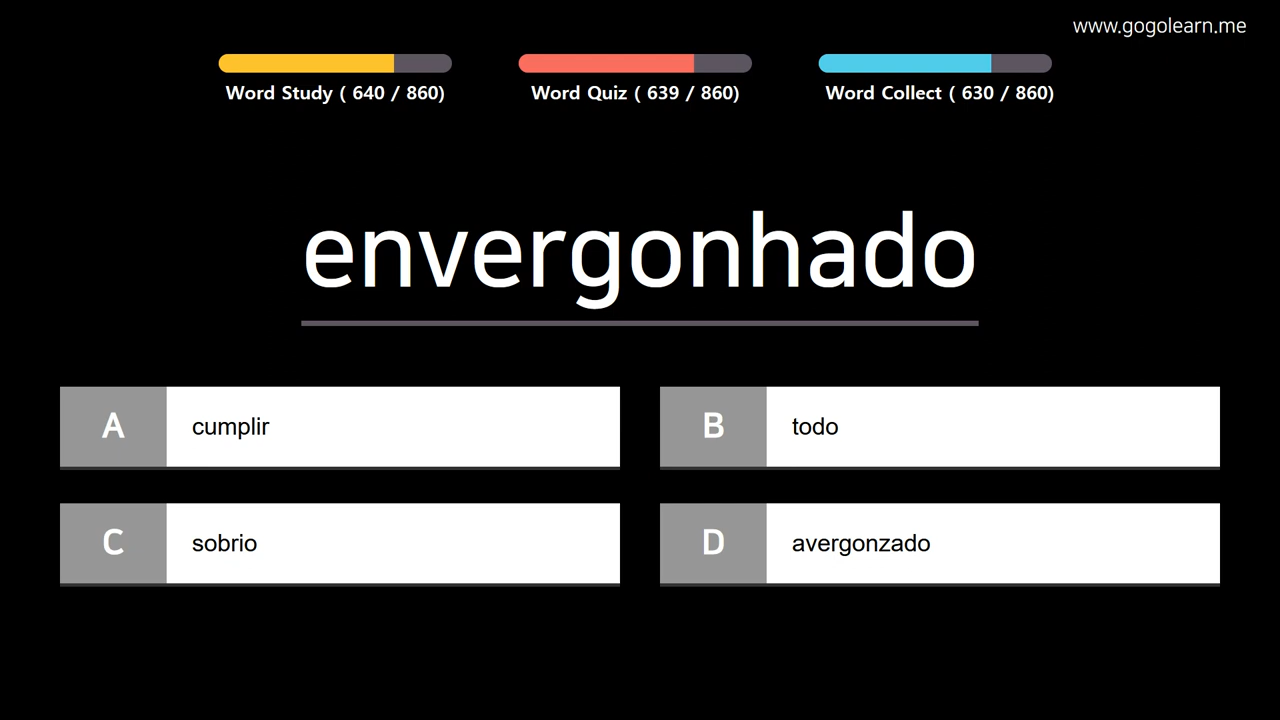 www.gogolearn.me
Word Study ( 640 / 860)
Word Quiz ( 639 / 860)
Word Collect ( 630 / 860)
envergonhado
A cumplir
B todo
C sobrio
D avergonzado